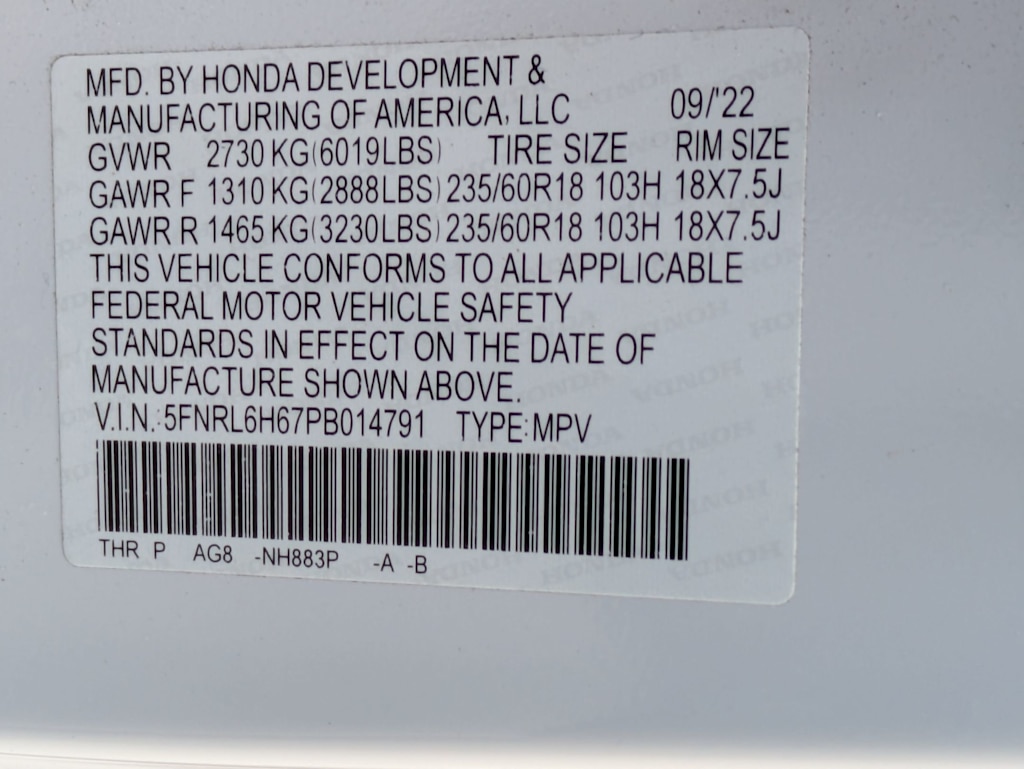 MFD. BY HONDA DEVELOPMENT &
MANUFACTURING OF AMERICA, LLC 09/'22
GVWR 2730 KG(6019LBS) TIRE SIZE RIM SIZE
GAWR F 1310 KG(2888LBS) 235/60R18 103H 18X7.5J
GAWR R 1465 KG(3230LBS) 235/60R18 103H 18X7.5J
THIS VEHICLE CONFORMS TO ALL APPLICABLE
FEDERAL MOTOR VEHICLE SAFETY
STANDARDS IN EFFECT ON THE DATE OF
MANUFACTURE SHOWN ABOVE.
V.I.N.:5FNRL6H67PB014791 TYPE:MPV
THR P AG8 -NH883P -A -B